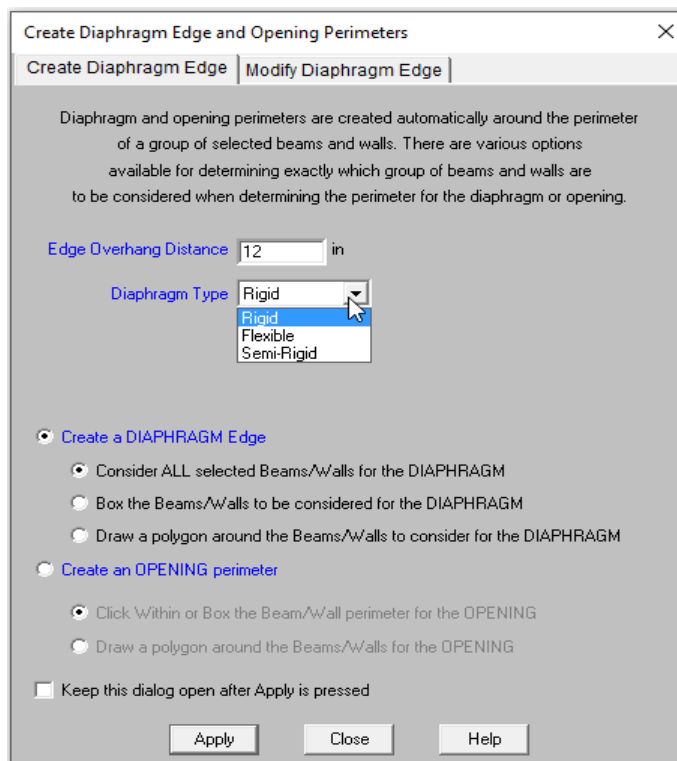 Create Diaphragm Edge and Opening Perimeters
Create Diaphragm Edge
Modify Diaphragm Edge
Diaphragm and opening perimeters are created automatically around the perimeter
of a group of selected beams and walls. There are various options
available for determining exactly which group of beams and walls are
to be considered when determining the perimeter for the diaphragm or opening.
Edge Overhang Distance 12 in
Diaphragm Type Rigid
Rigid
Flexible
Semi-Rigid
Create a DIAPHRAGM Edge
Consider ALL selected Beams/Walls for the DIAPHRAGM
Box the Beams/Walls to be considered for the DIAPHRAGM
Draw a polygon around the Beams/Walls to consider for the DIAPHRAGM
Create an OPENING perimeter
Click Within or Box the Beam/Wall perimeter for the OPENING
Draw a polygon around the Beams/Walls for the OPENING
Keep this dialog open after Apply is pressed
Apply Close Help